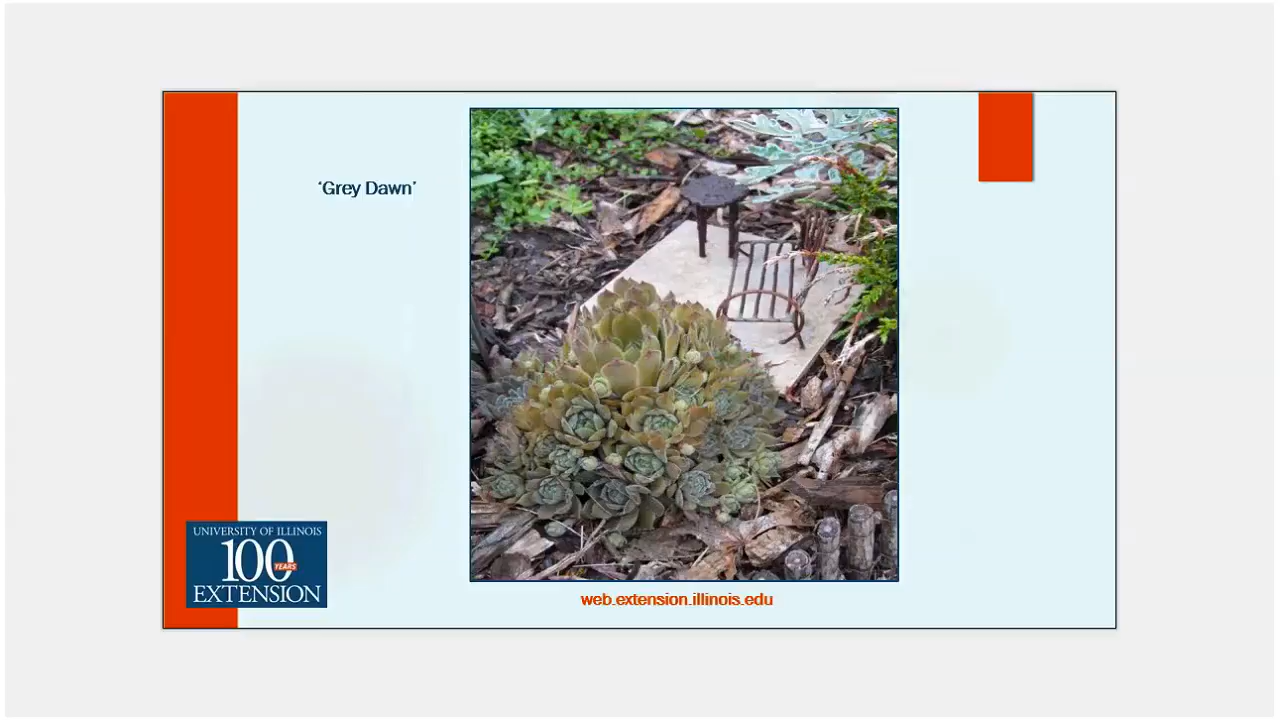 ‘Grey Dawn’
UNIVERSITY OF ILLINOIS
100
YEARS
EXTENSION
web.extension.illinois.edu